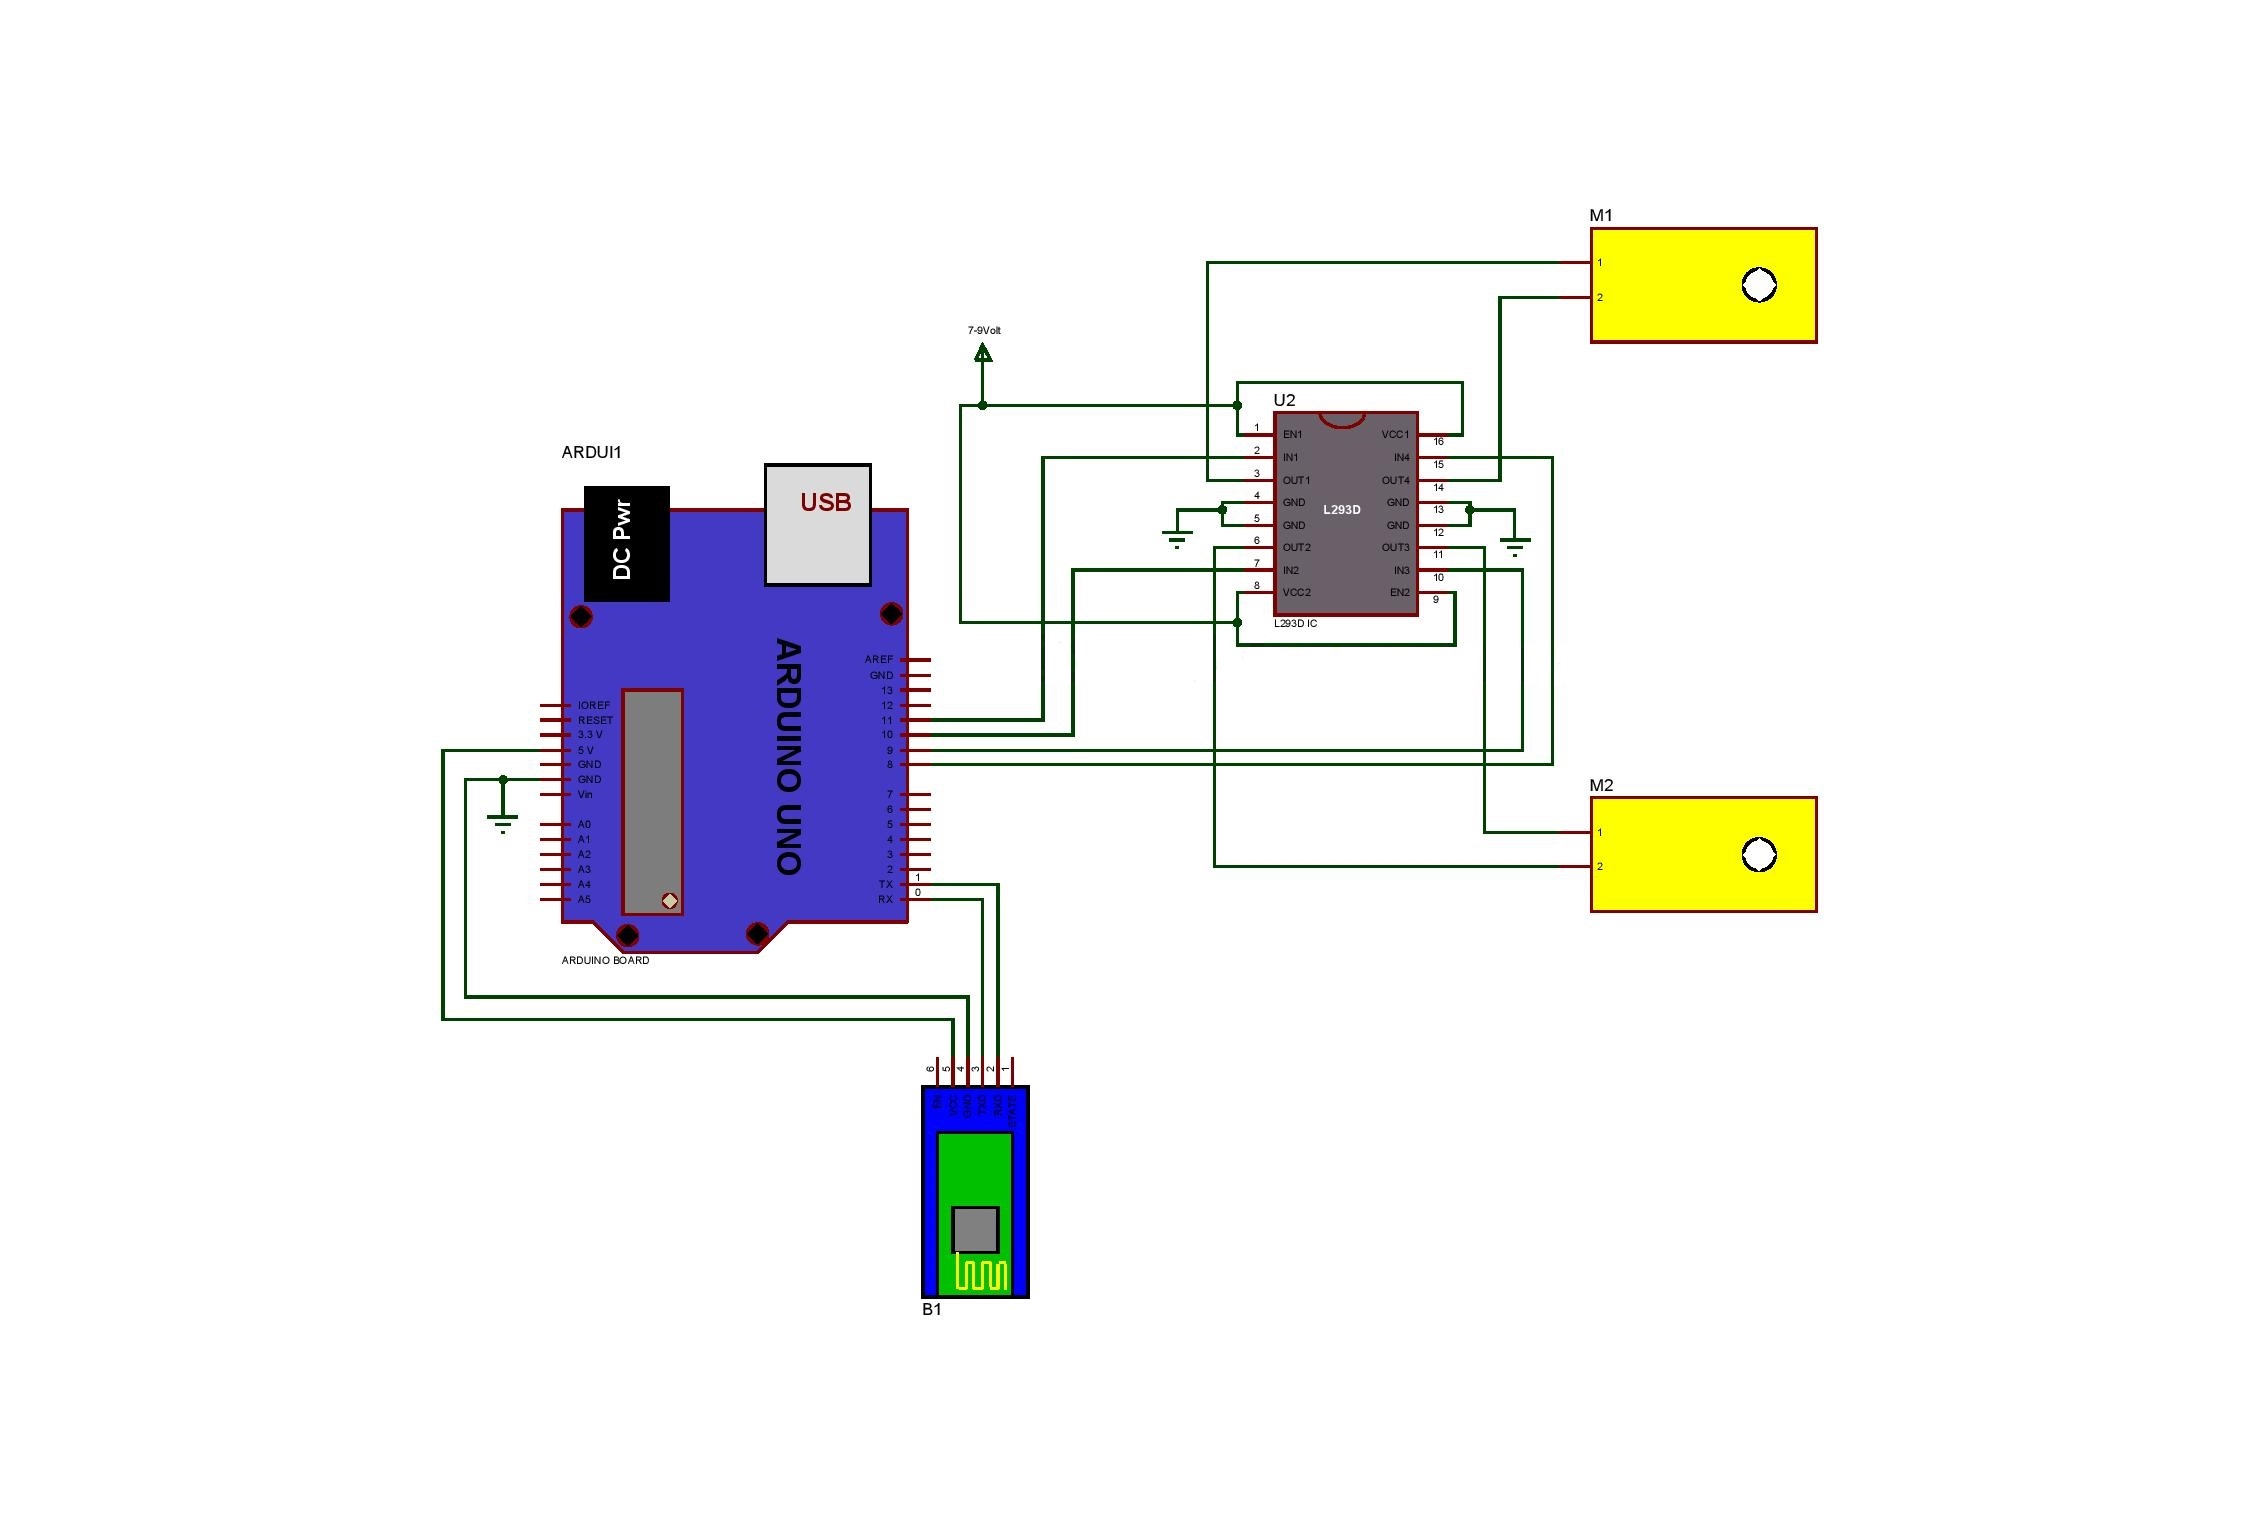 M1
1
2
7-9Volt
U2
1 EN1 VCC1 16
2 IN1 IN4 15
3 OUT1 OUT4 14
4 GND GND 13
L293D
5 GND GND 12
6 OUT2 OUT3 11
7 IN2 IN3 10
8 VCC2 EN2 9
L293D IC
ARDUI1
DC Pwr
USB
ARDUINO UNO
AREF
GND
13
12
11
10
9
8
7
6
5
4
3
2
TX 1
RX 0
IOREF
RESET
3.3 V
5 V
GND
GND
Vin
A0
A1
A2
A3
A4
A5
ARDUINO BOARD
M2
1
2
6 5 4 3 2 1
EN VCC GND TXD RXD STATE
B1